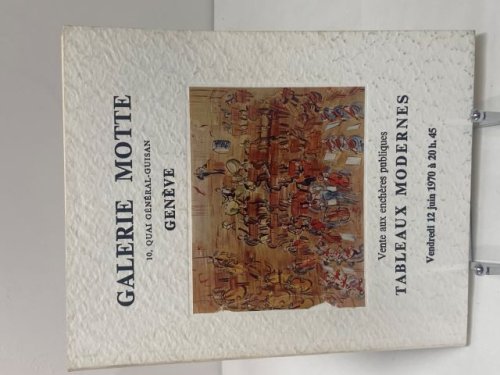 GALERIE MOTTE
10, QUAI GÉNÉRAL-GUISAN
GENÈVE
Vente aux enchères publiques
TABLEAUX MODERNES
Vendredi 12 juin 1970 à 20 h. 45